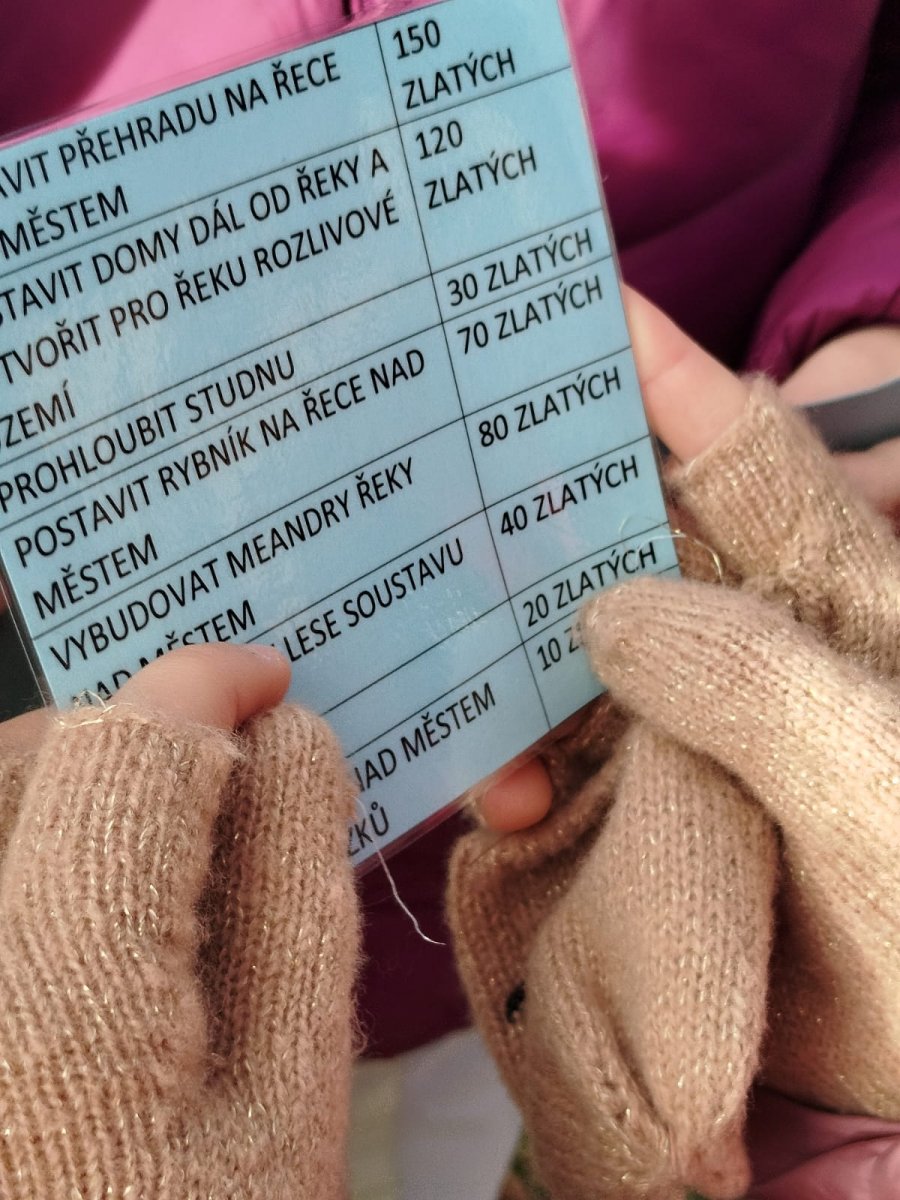 AVIT PŘEHRADU NA ŘECE
MĚSTEM
150
ZLATÝCH
STAVIT DOMY DÁL OD ŘEKY A
TVOŘIT PRO ŘEKU ROZLIVOVÉ
ZEMÍ
120
ZLATÝCH
PROHLOUBIT STUDNU
30 ZLATÝCH
POSTAVIT RYBNÍK NA ŘECE NAD
MĚSTEM
70 ZLATÝCH
VYBUDOVAT MEANDRY ŘEKY
NAD MĚSTEM
80 ZLATÝCH
LESE SOUSTAVU
40 ZLATÝCH
20 ZLATÝCH
NAD MĚSTEM
ZKŮ
10 Z